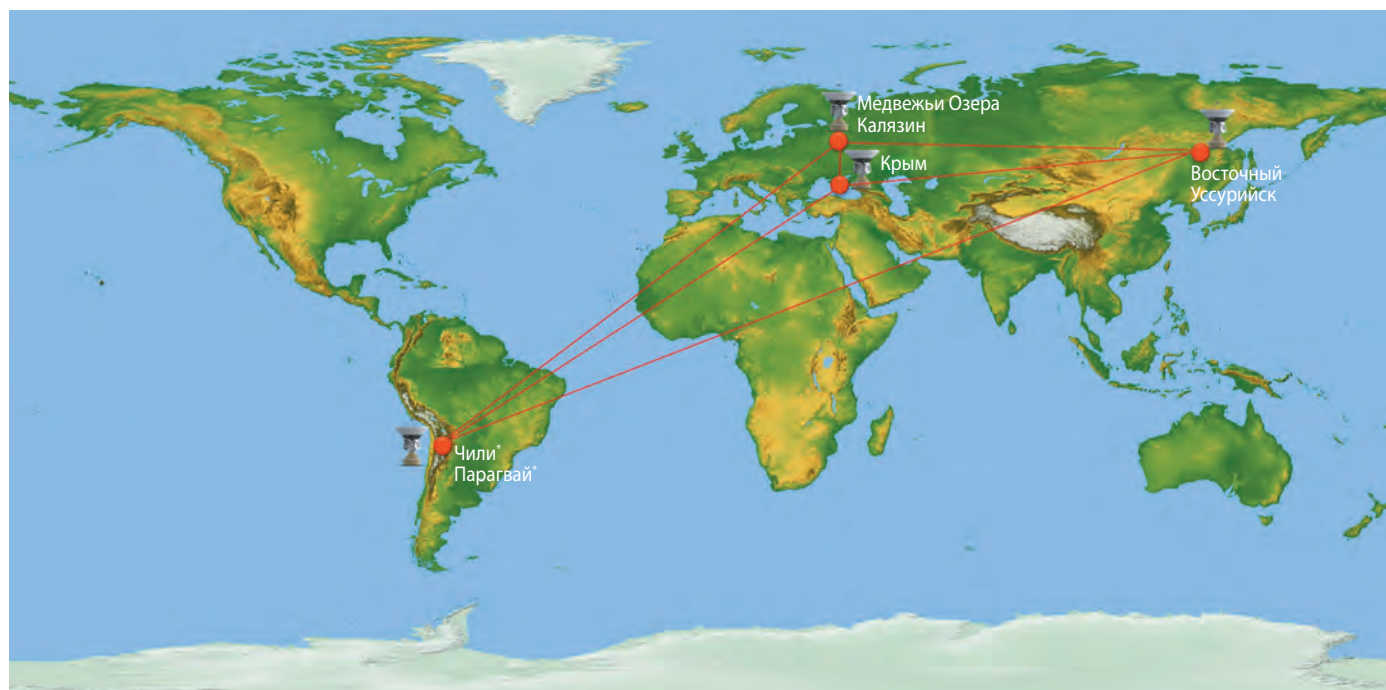 Медвежьи Озера
Калязин
Крым
Восточный
Уссурийск
Чили*
Парагвай*